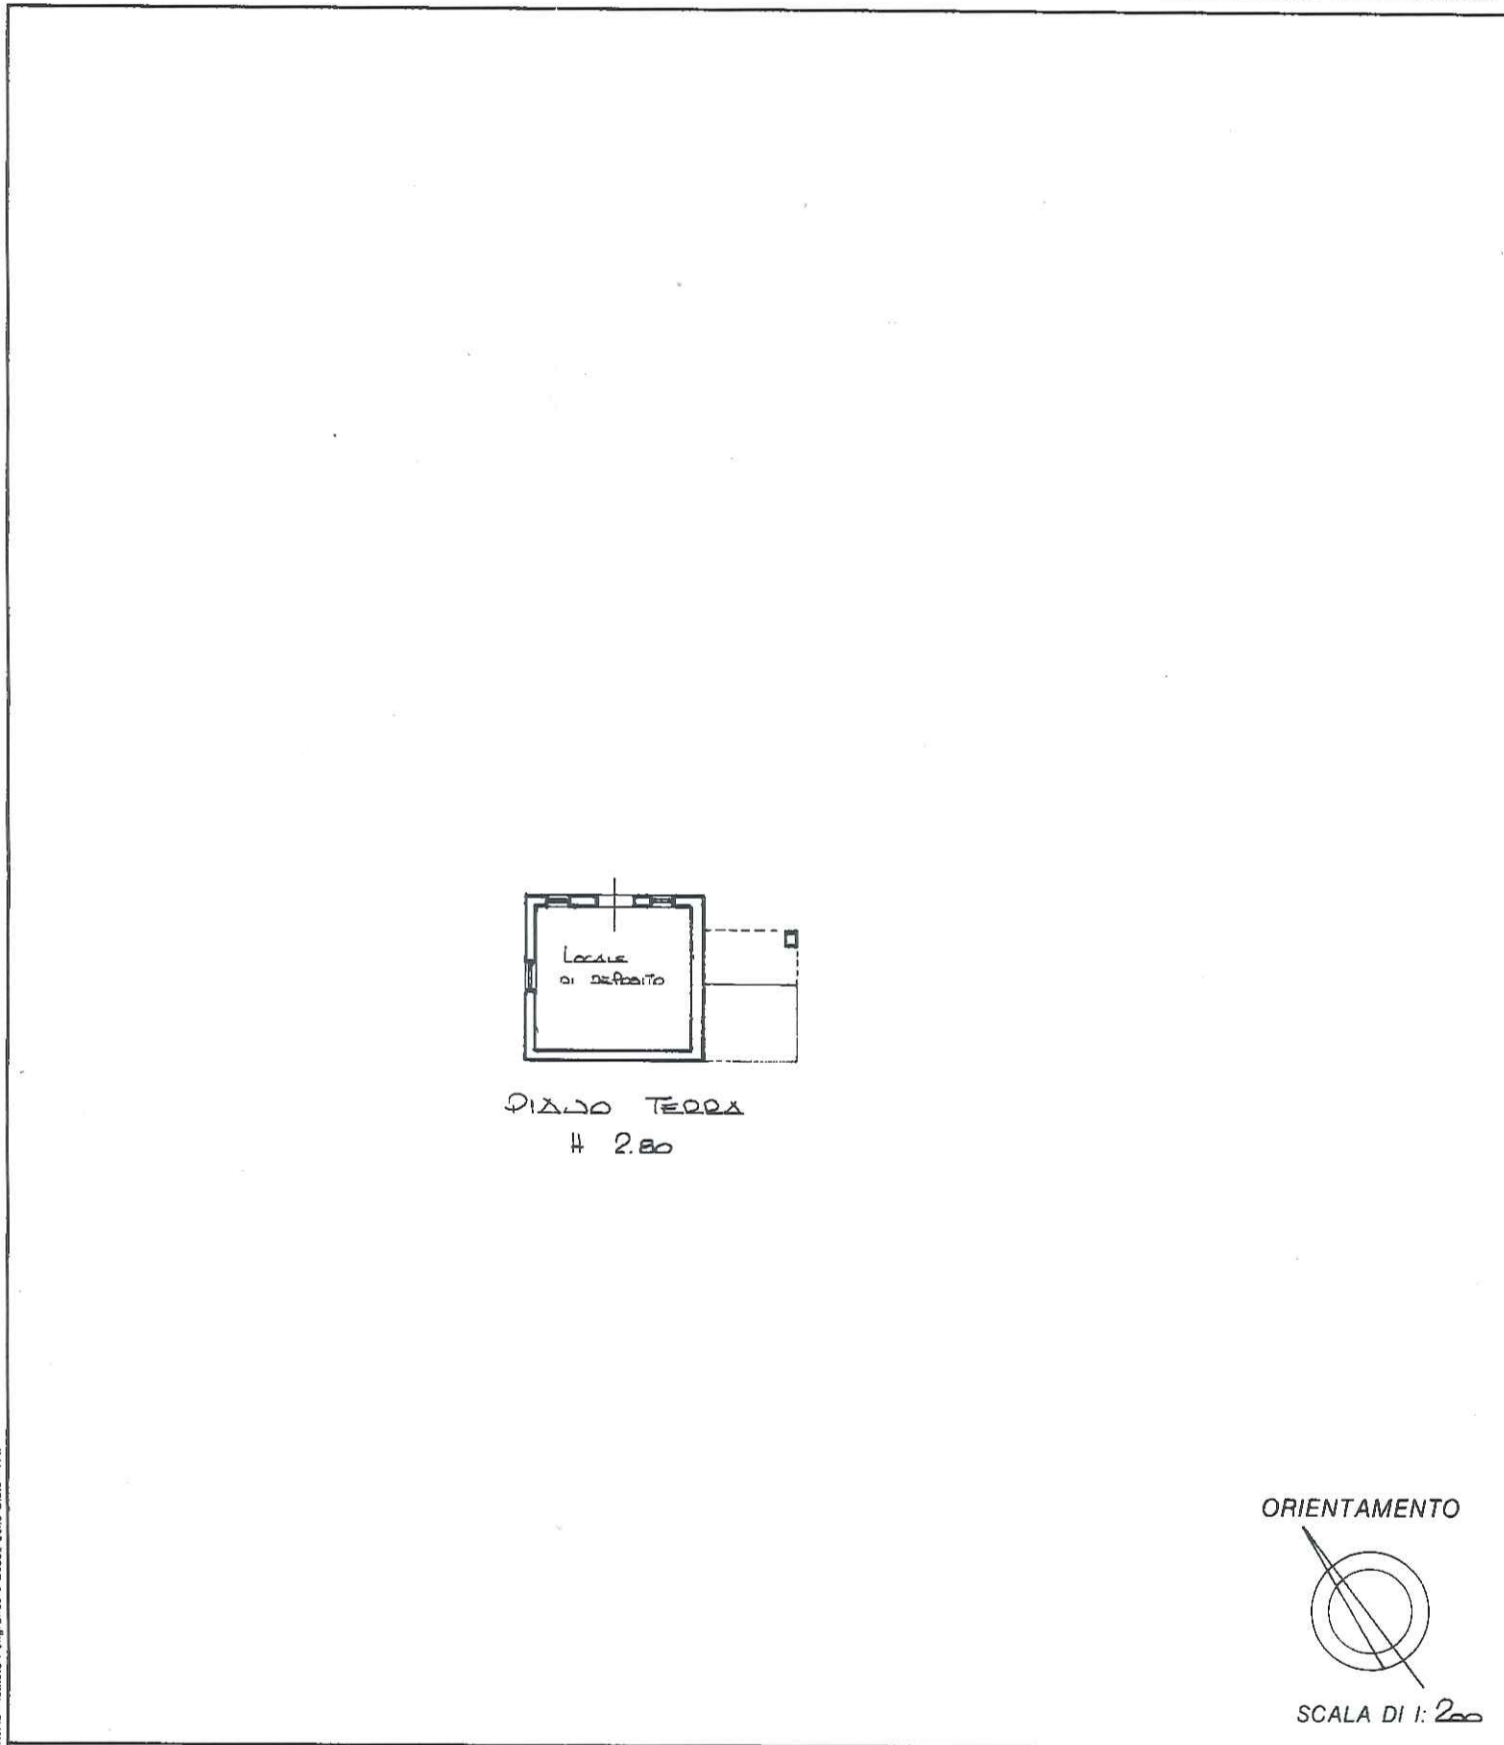 LOCALE
DI DEPOSITO
PIANO TERRA
H 2.80
ORIENTAMENTO
SCALA DI 1: 200